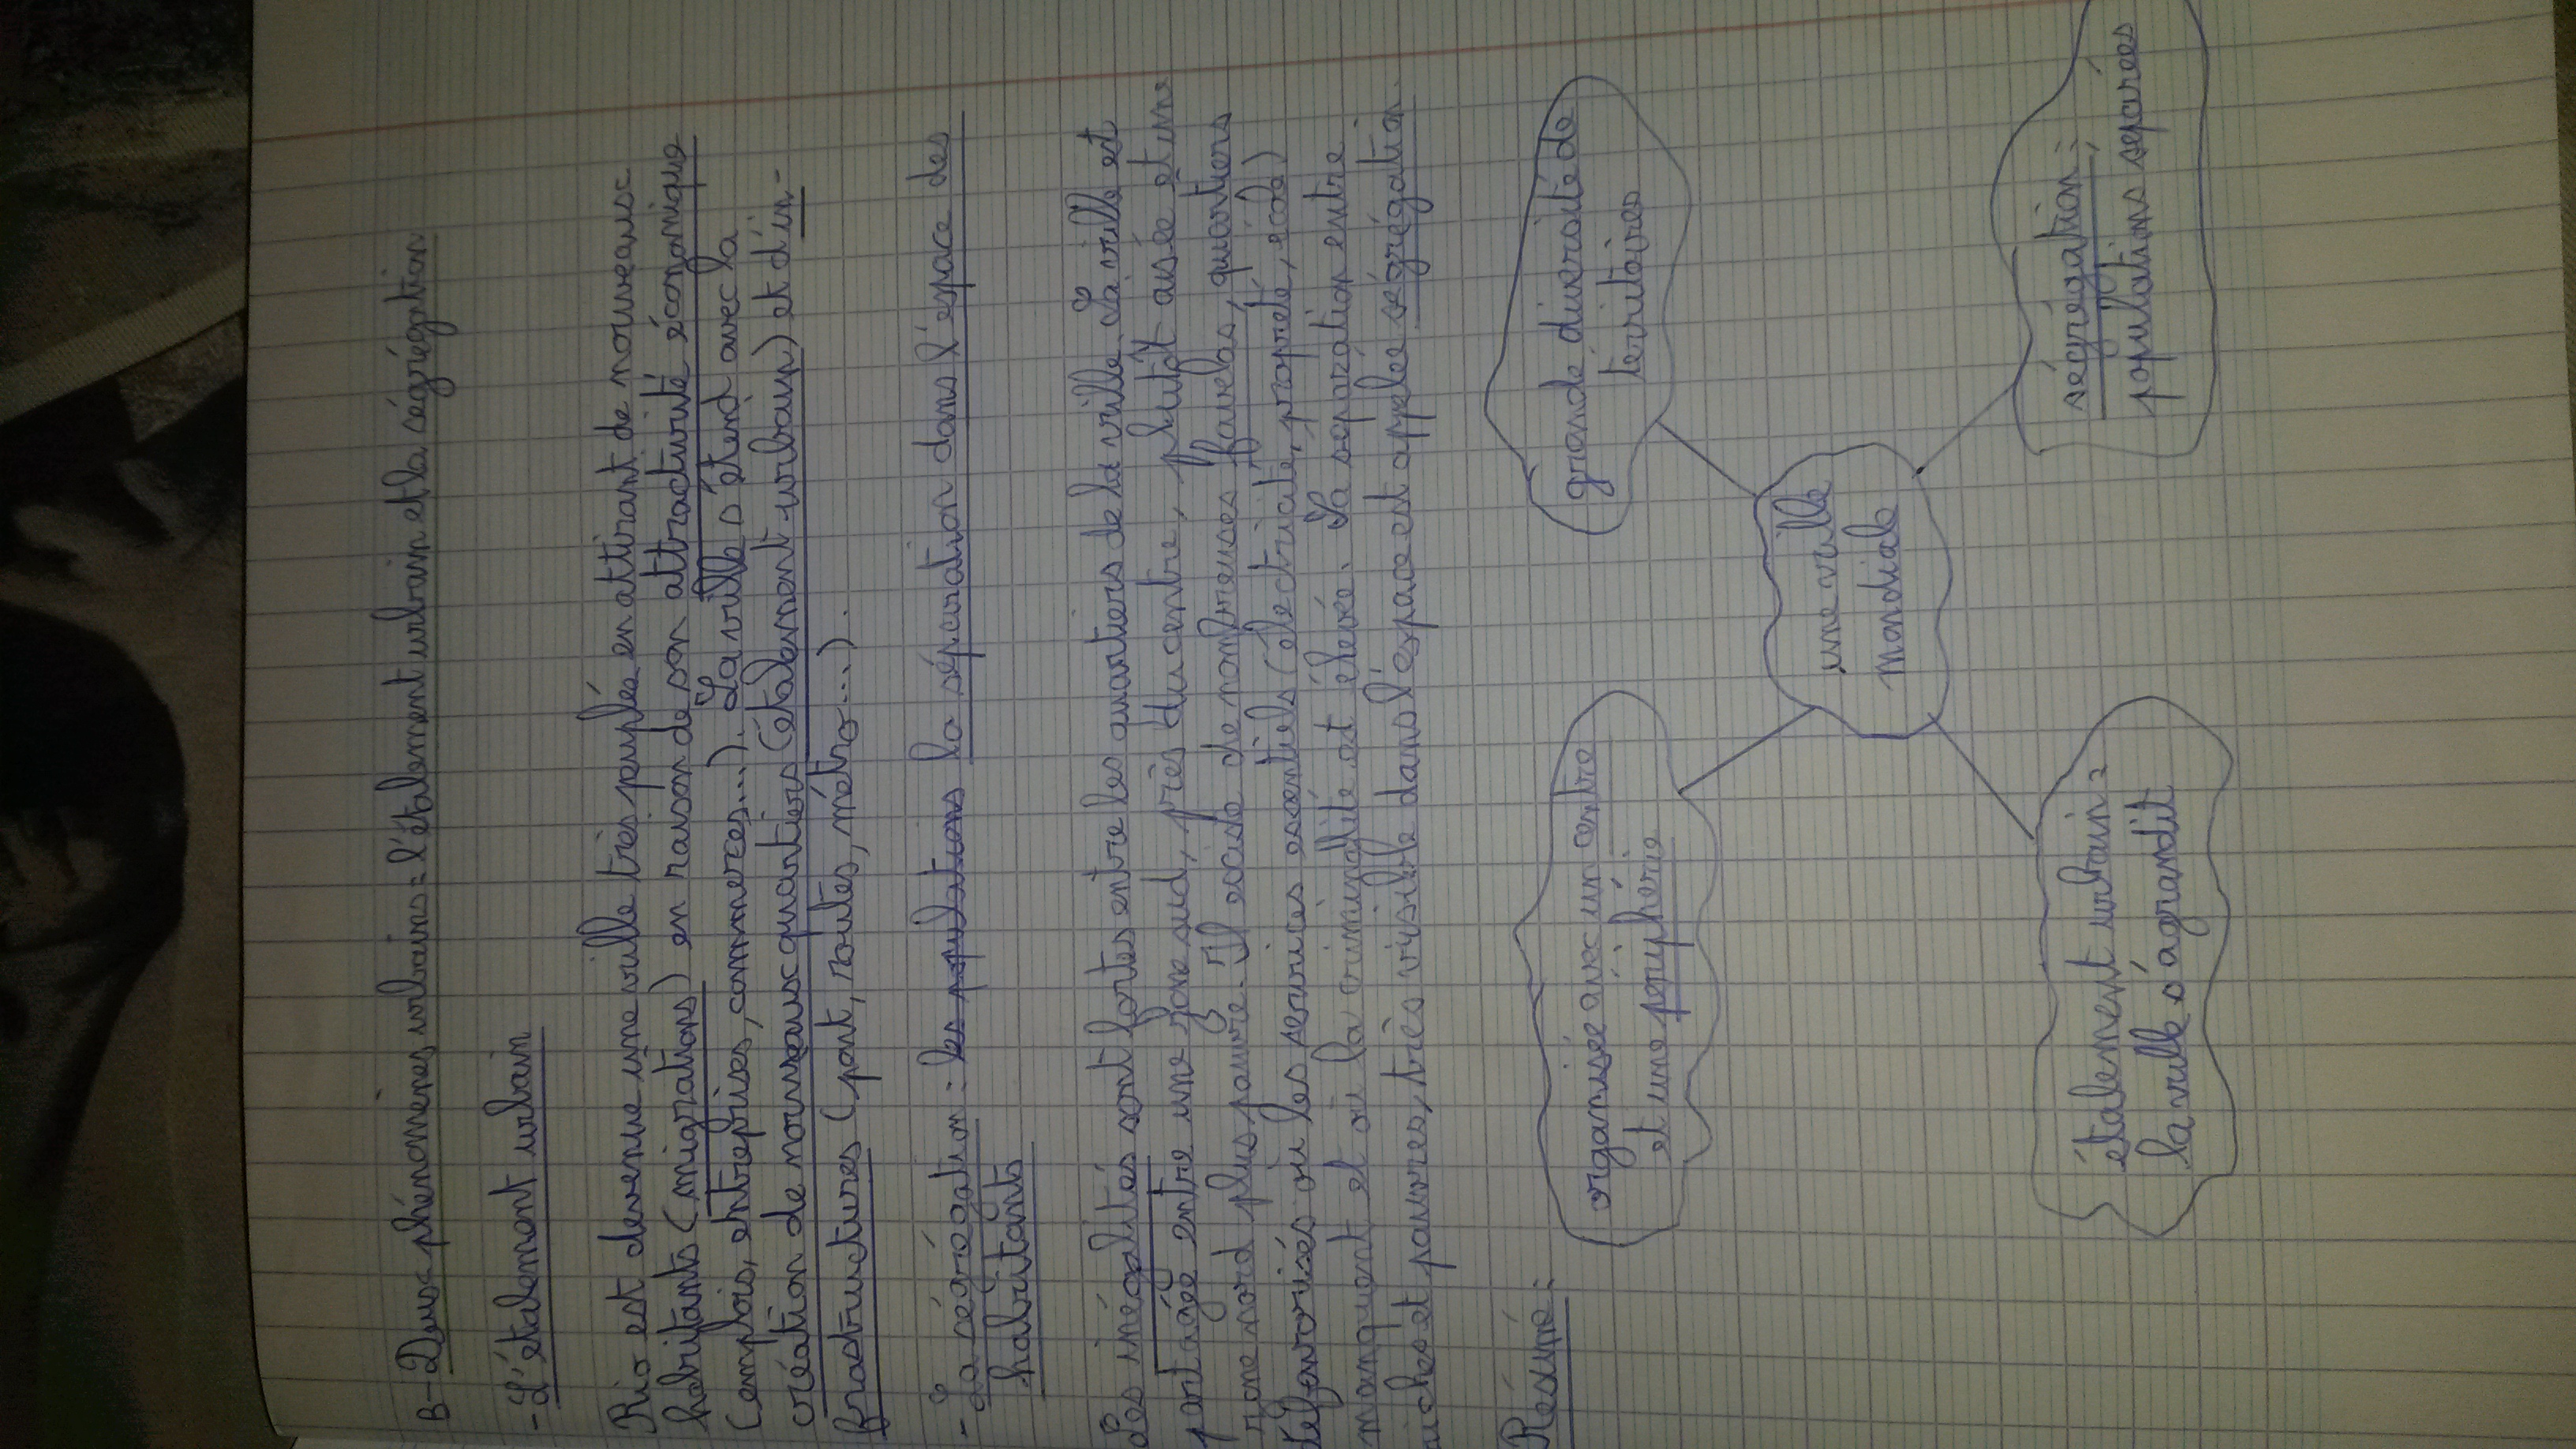 B-Deux phénomènes urbains : l'étalement urbain et la ségrégation
-L'étalement urbain
Rio est devenue une ville très peuplée en attirant de nouveaux
habitants (migrations) en raison de son attractivité économique
(emplois, entreprises, commerces...). La ville s'étend avec la
création de nouveaux quartiers (étalement urbain) et d'in-
frastructures (pont, routes, métro...).
-La ségrégation : les populations la séparation dans l'espace des
habitants
Les inégalités sont fortes entre les quartiers de la ville. La ville est
partagée entre une zone sud, près du centre, plutôt aisée et une
zone nord plus pauvre. Il existe de nombreuses favelas, quartiers
défavorisés où les services essentiels (électricité, propreté, école)
manquent et où la criminalité est élevée. La séparation entre
riches et pauvres, très visible dans l'espace est appelée ségrégation.
Résumé :
organisée avec un centre
et une périphérie
grande diversité de
territoires
une ville
mondiale
étalement urbain :
la ville s'agrandit
ségrégation :
populations séparées